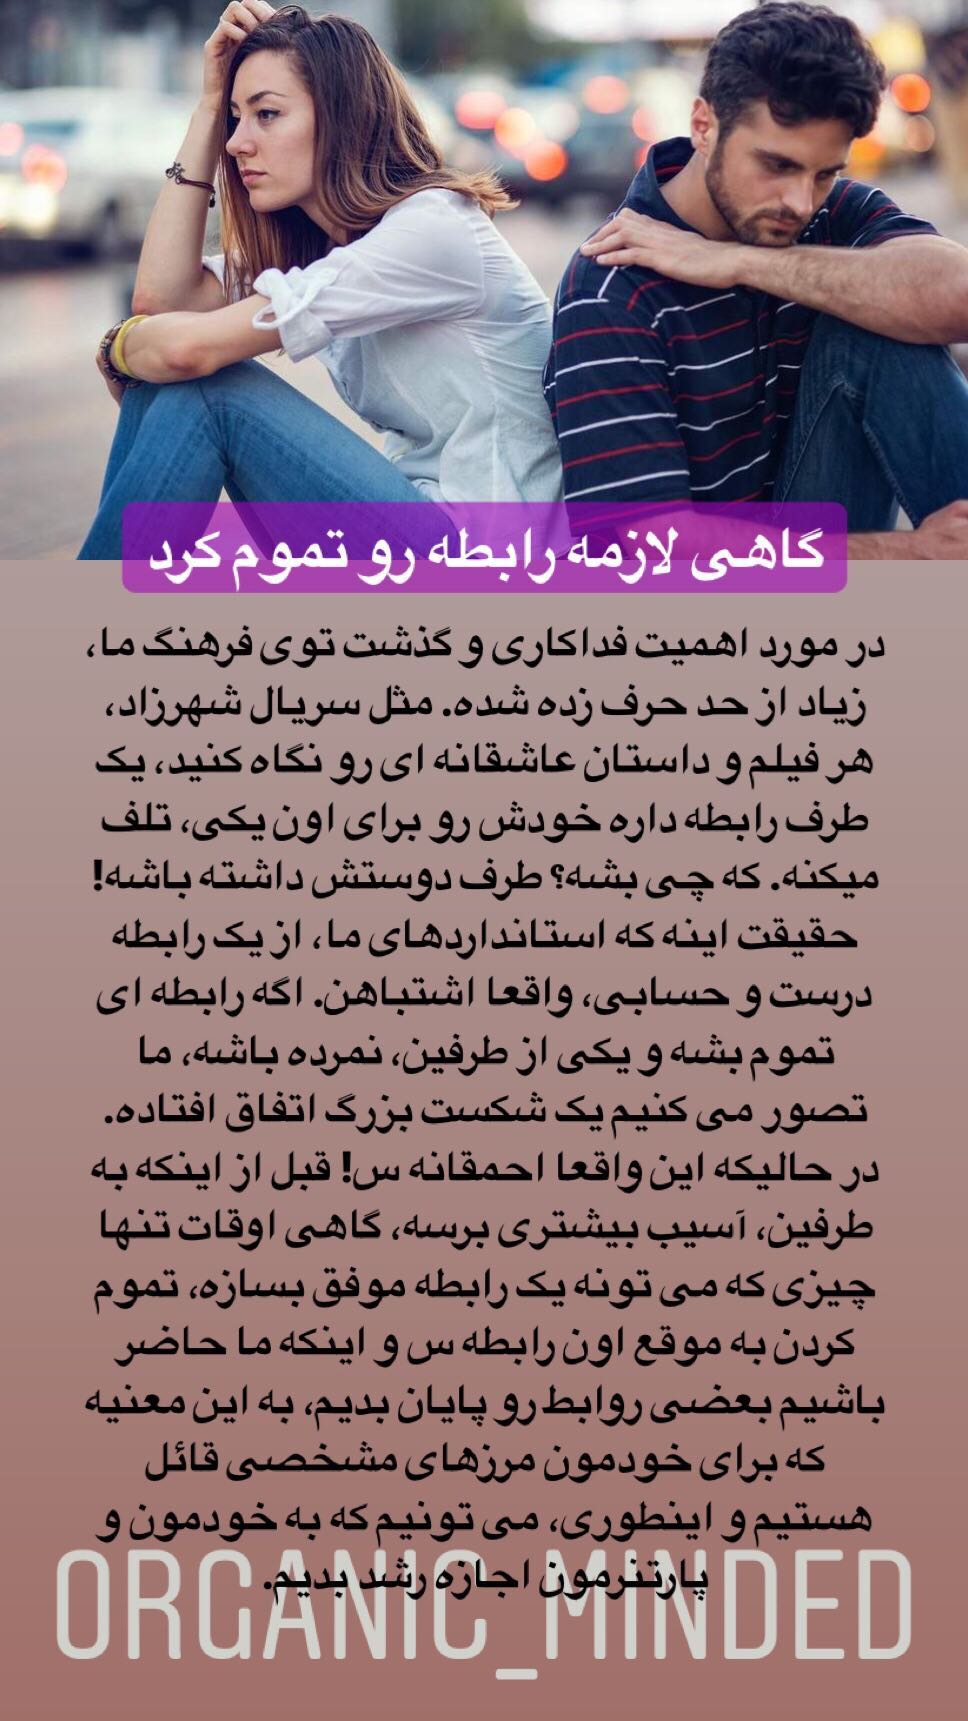 گاهی لازمه رابطه رو تموم کرد
در مورد اهمیت فداکاری و گذشت توی فرهنگ ما،
زیاد از حد حرف زده شده. مثل سریال شهرزاد،
هر فیلم و داستان عاشقانه ای رو نگاه کنید، یک
طرف رابطه داره خودش رو برای اون یکی، تلف
میکنه. که چی بشه؟ طرف دوستش داشته باشه!
حقیقت اینه که استانداردهای ما، از یک رابطه
درست و حسابی، واقعا اشتباهن. اگه رابطه ای
تموم بشه و یکی از طرفین، نمرده باشه، ما
تصور می کنیم یک شکست بزرگ اتفاق افتاده.
در حالیکه این واقعا احمقانه س! قبل از اینکه به
طرفین، آسیب بیشتری برسه، گاهی اوقات تنها
چیزی که می تونه یک رابطه موفق بسازه، تموم
کردن به موقع اون رابطه س و اینکه ما حاضر
باشیم بعضی روابط رو پایان بدیم، به این معنیه
که برای خودمون مرزهای مشخصی قائل
هستیم و اینطوری، می تونیم که به خودمون و
پارتنرمون اجازه رشد بدیم.
ORGANIC_MINDED